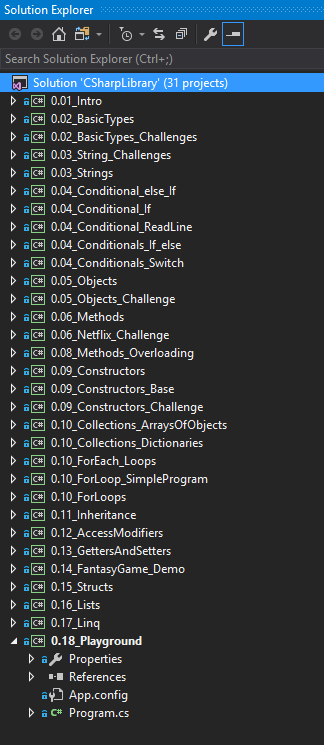 Solution Explorer
Search Solution Explorer (Ctrl+;)
Solution 'CSharpLibrary' (31 projects)
C# 0.01_Intro
C# 0.02_BasicTypes
C# 0.02_BasicTypes_Challenges
C# 0.03_String_Challenges
C# 0.03_Strings
C# 0.04_Conditional_else_If
C# 0.04_Conditional_If
C# 0.04_Conditional_ReadLine
C# 0.04_Conditionals_If_else
C# 0.04_Conditionals_Switch
C# 0.05_Objects
C# 0.05_Objects_Challenge
C# 0.06_Methods
C# 0.06_Netflix_Challenge
C# 0.08_Methods_Overloading
C# 0.09_Constructors
C# 0.09_Constructors_Base
C# 0.09_Constructors_Challenge
C# 0.10_Collections_ArraysOfObjects
C# 0.10_Collections_Dictionaries
C# 0.10_ForEach_Loops
C# 0.10_ForLoop_SimpleProgram
C# 0.10_ForLoops
C# 0.11_Inheritance
C# 0.12_AccessModifiers
C# 0.13_GettersAndSetters
C# 0.14_FantasyGame_Demo
C# 0.15_Structs
C# 0.16_Lists
C# 0.17_Linq
C# 0.18_Playground
Properties
References
App.config
C# Program.cs